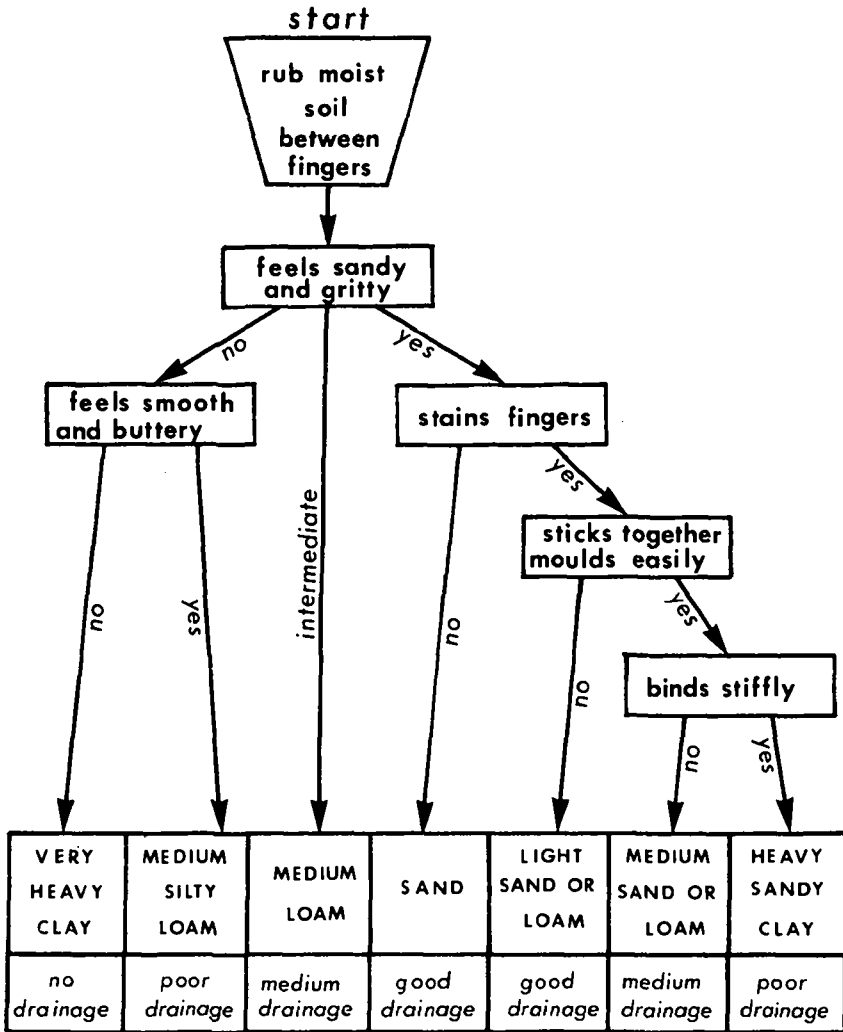 start
rub moist
soil
between
fingers
feels sandy
and gritty
no
yes
feels smooth
and buttery
stains fingers
yes
sticks together
moulds easily
intermediate
no
yes
no
yes
no
binds stiffly
no
yes
VERY
HEAVY
CLAY
MEDIUM
SILTY
LOAM
MEDIUM
LOAM
SAND
LIGHT
SAND OR
LOAM
MEDIUM
SAND OR
LOAM
HEAVY
SANDY
CLAY
no
drainage
poor
drainage
medium
drainage
good
drainage
good
drainage
medium
drainage
poor
drainage